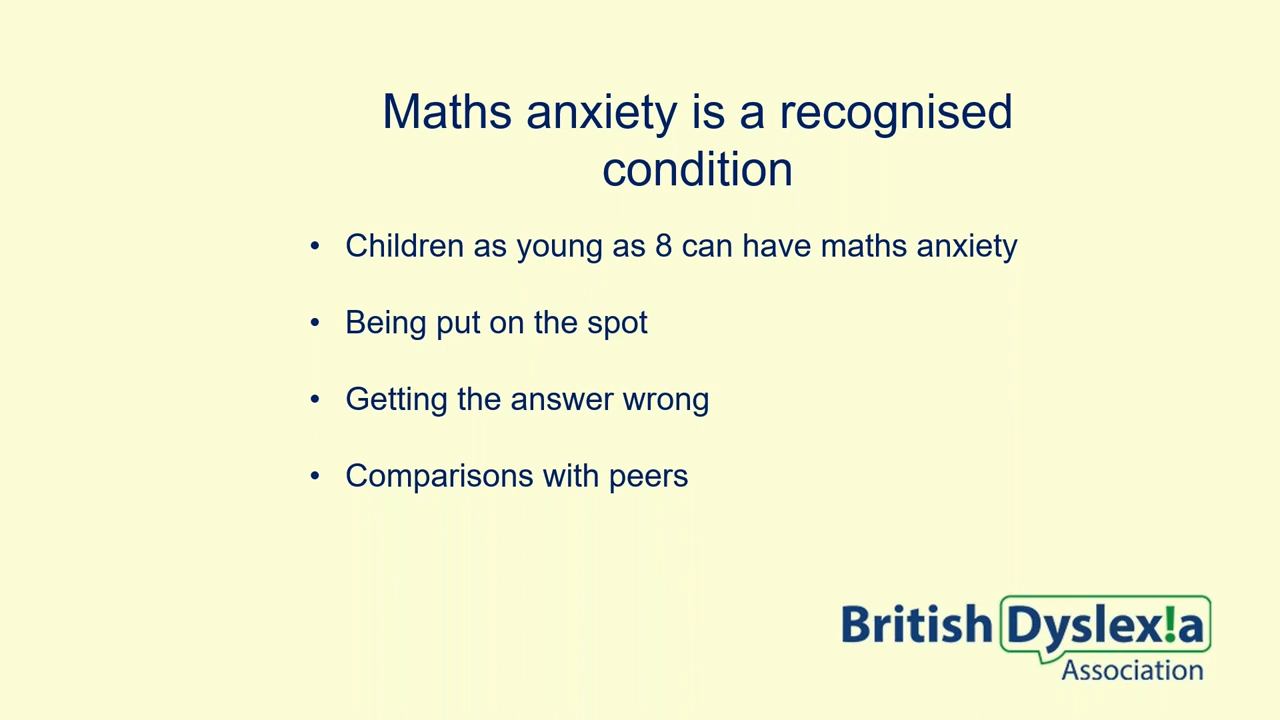 Maths anxiety is a recognised
condition
• Children as young as 8 can have maths anxiety
• Being put on the spot
• Getting the answer wrong
• Comparisons with peers
British Dyslex!a
Association